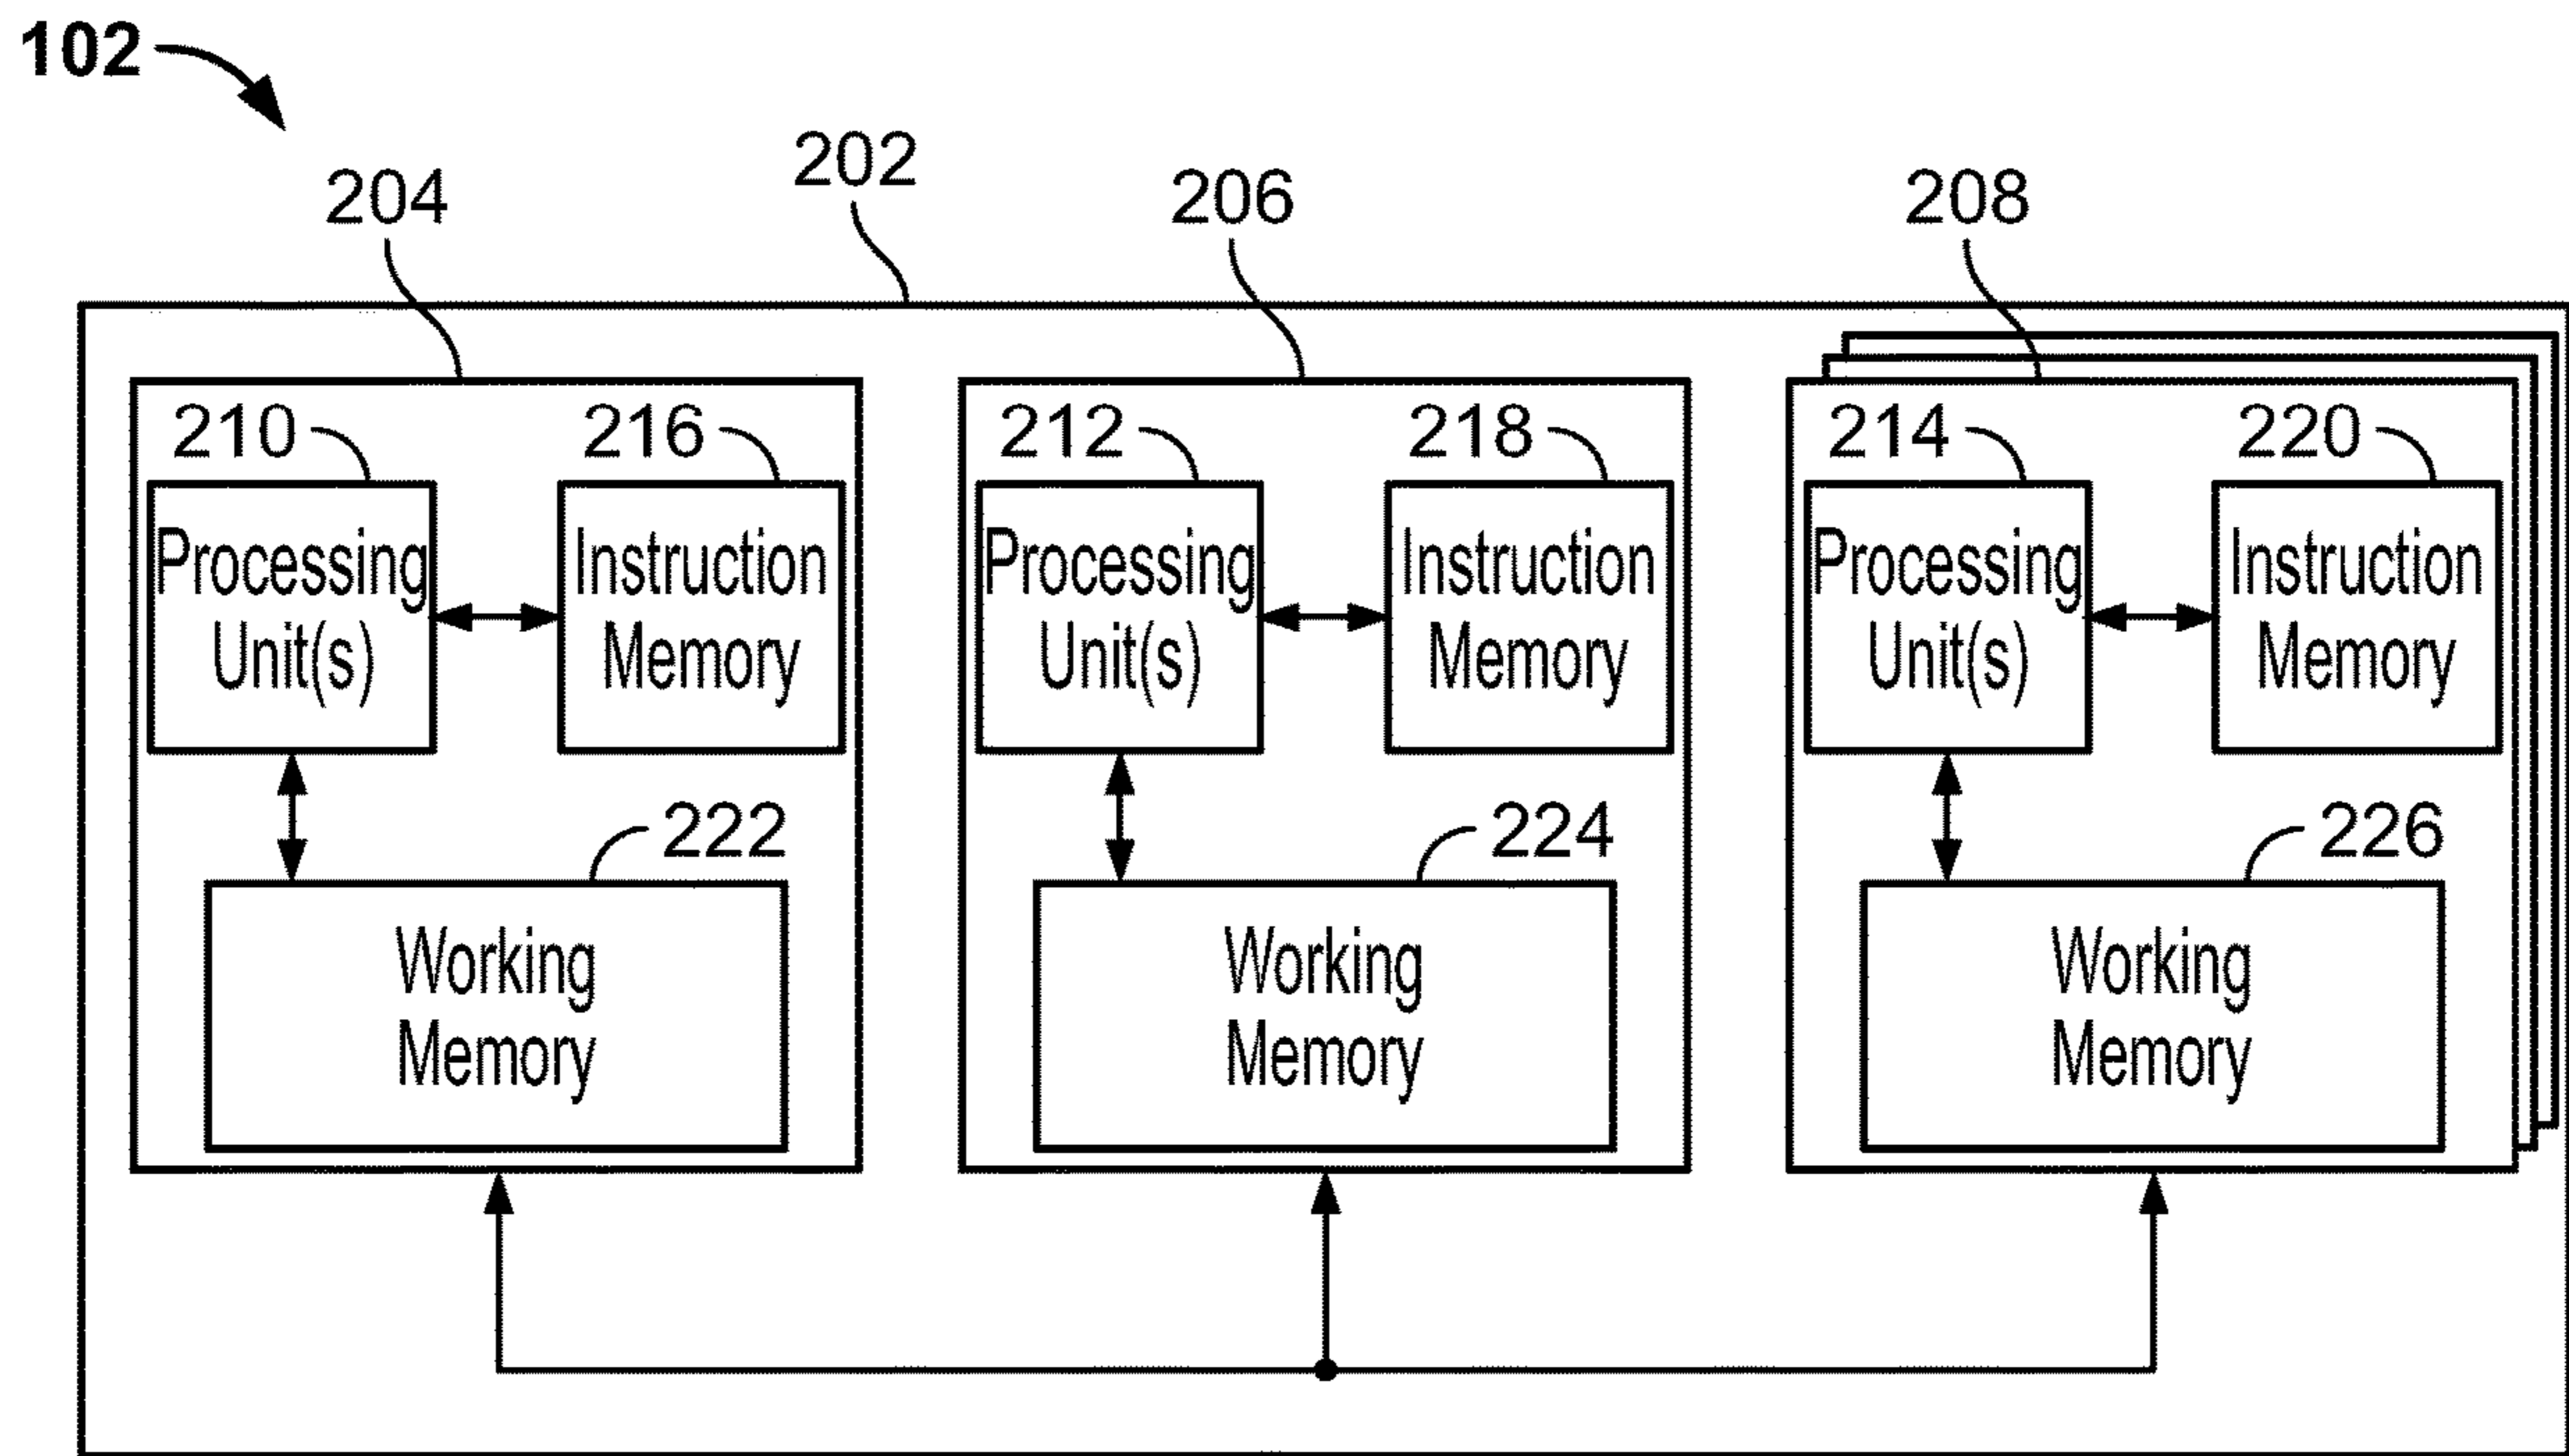 102
202
204
206
208
210
216
212
218
214
220
Processing
Unit(s)
Instruction
Memory
Processing
Unit(s)
Instruction
Memory
Processing
Unit(s)
Instruction
Memory
222
224
226
Working
Memory
Working
Memory
Working
Memory